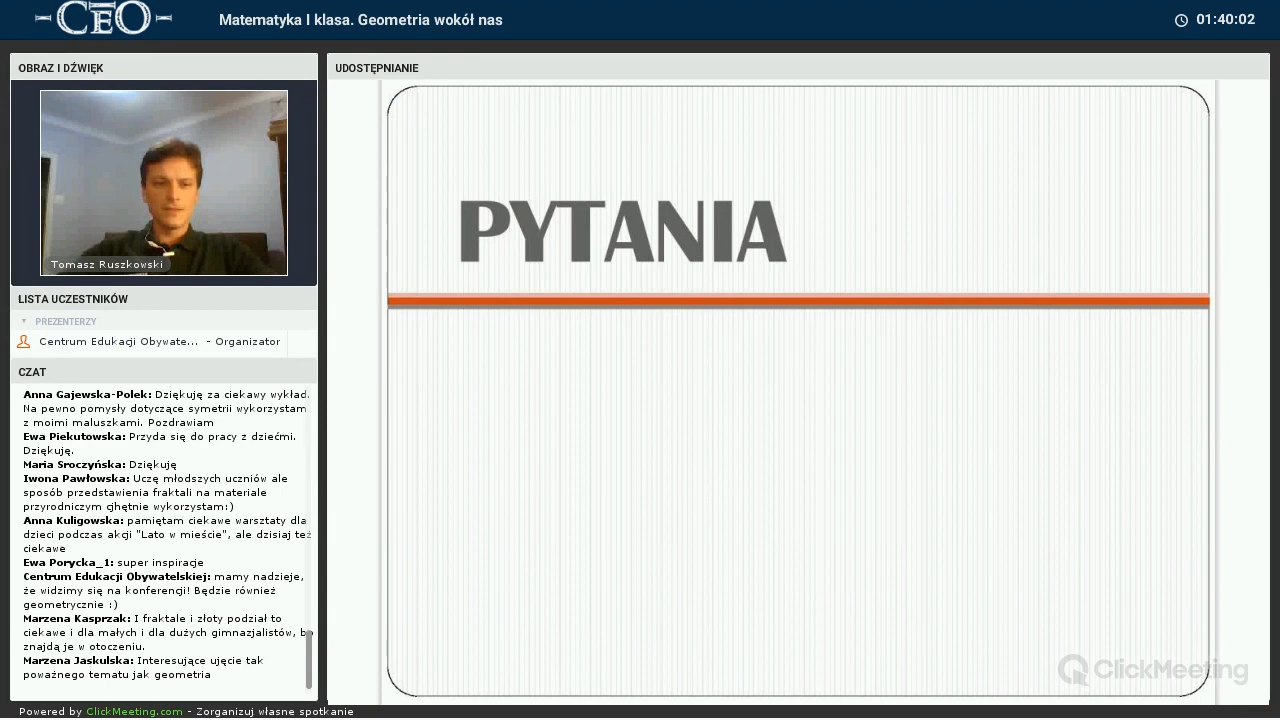 CEO
Matematyka I klasa. Geometria wokół nas
01:40:02
OBRAZ I DŹWIĘK
Tomasz Ruszkowski
LISTA UCZESTNIKÓW
PREZENTERZY
Centrum Edukacji Obywate... - Organizator
CZAT
Anna Gajewska-Polek: Dziękuję za ciekawy wykład.
Na pewno pomysły dotyczące symetrii wykorzystam
z moimi maluszkami. Pozdrawiam
Ewa Piekutowska: Przyda się do pracy z dziećmi.
Dziękuję.
Maria Sroczyńska: Dziękuję
Iwona Pawłowska: Uczę młodszych uczniów ale
sposób przedstawienia fraktali na materiale
przyrodniczym cjhętnie wykorzystam:)
Anna Kuligowska: pamiętam ciekawe warsztaty dla
dzieci podczas akcji "Lato w mieście", ale dzisiaj też
ciekawe
Ewa Porycka_1: super inspiracje
Centrum Edukacji Obywatelskiej: mamy nadzieje,
że widzimy się na konferencji! Będzie również
geometrycznie :)
Marzena Kasprzak: I fraktale i złoty podział to
ciekawe i dla małych i dla dużych gimnazjalistów, bo
znajdą je w otoczeniu.
Marzena Jaskulska: Interesujące ujęcie tak
poważnego tematu jak geometria
Powered by ClickMeeting.com - Zorganizuj własne spotkanie
UDOSTĘPNIANIE
PYTANIA
ClickMeeting